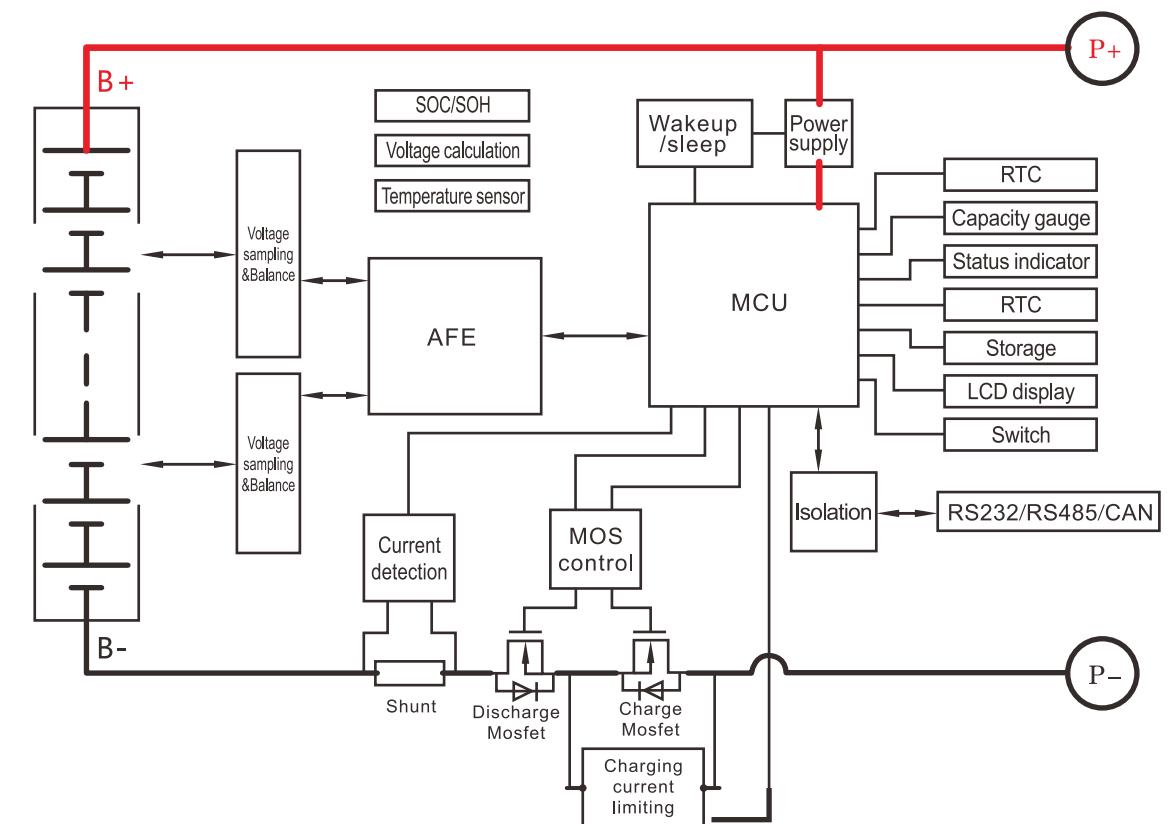 P+
B+
SOC/SOH
Wakeup
/sleep
Power
supply
Voltage calculation
RTC
Temperature sensor
Capacity gauge
Voltage
sampling
&Balance
Status indicator
MCU
RTC
AFE
Storage
LCD display
Voltage
sampling
&Balance
Switch
Isolation
RS232/RS485/CAN
Current
detection
MOS
control
B-
P–
Shunt
Discharge
Mosfet
Charge
Mosfet
Charging
current
limiting